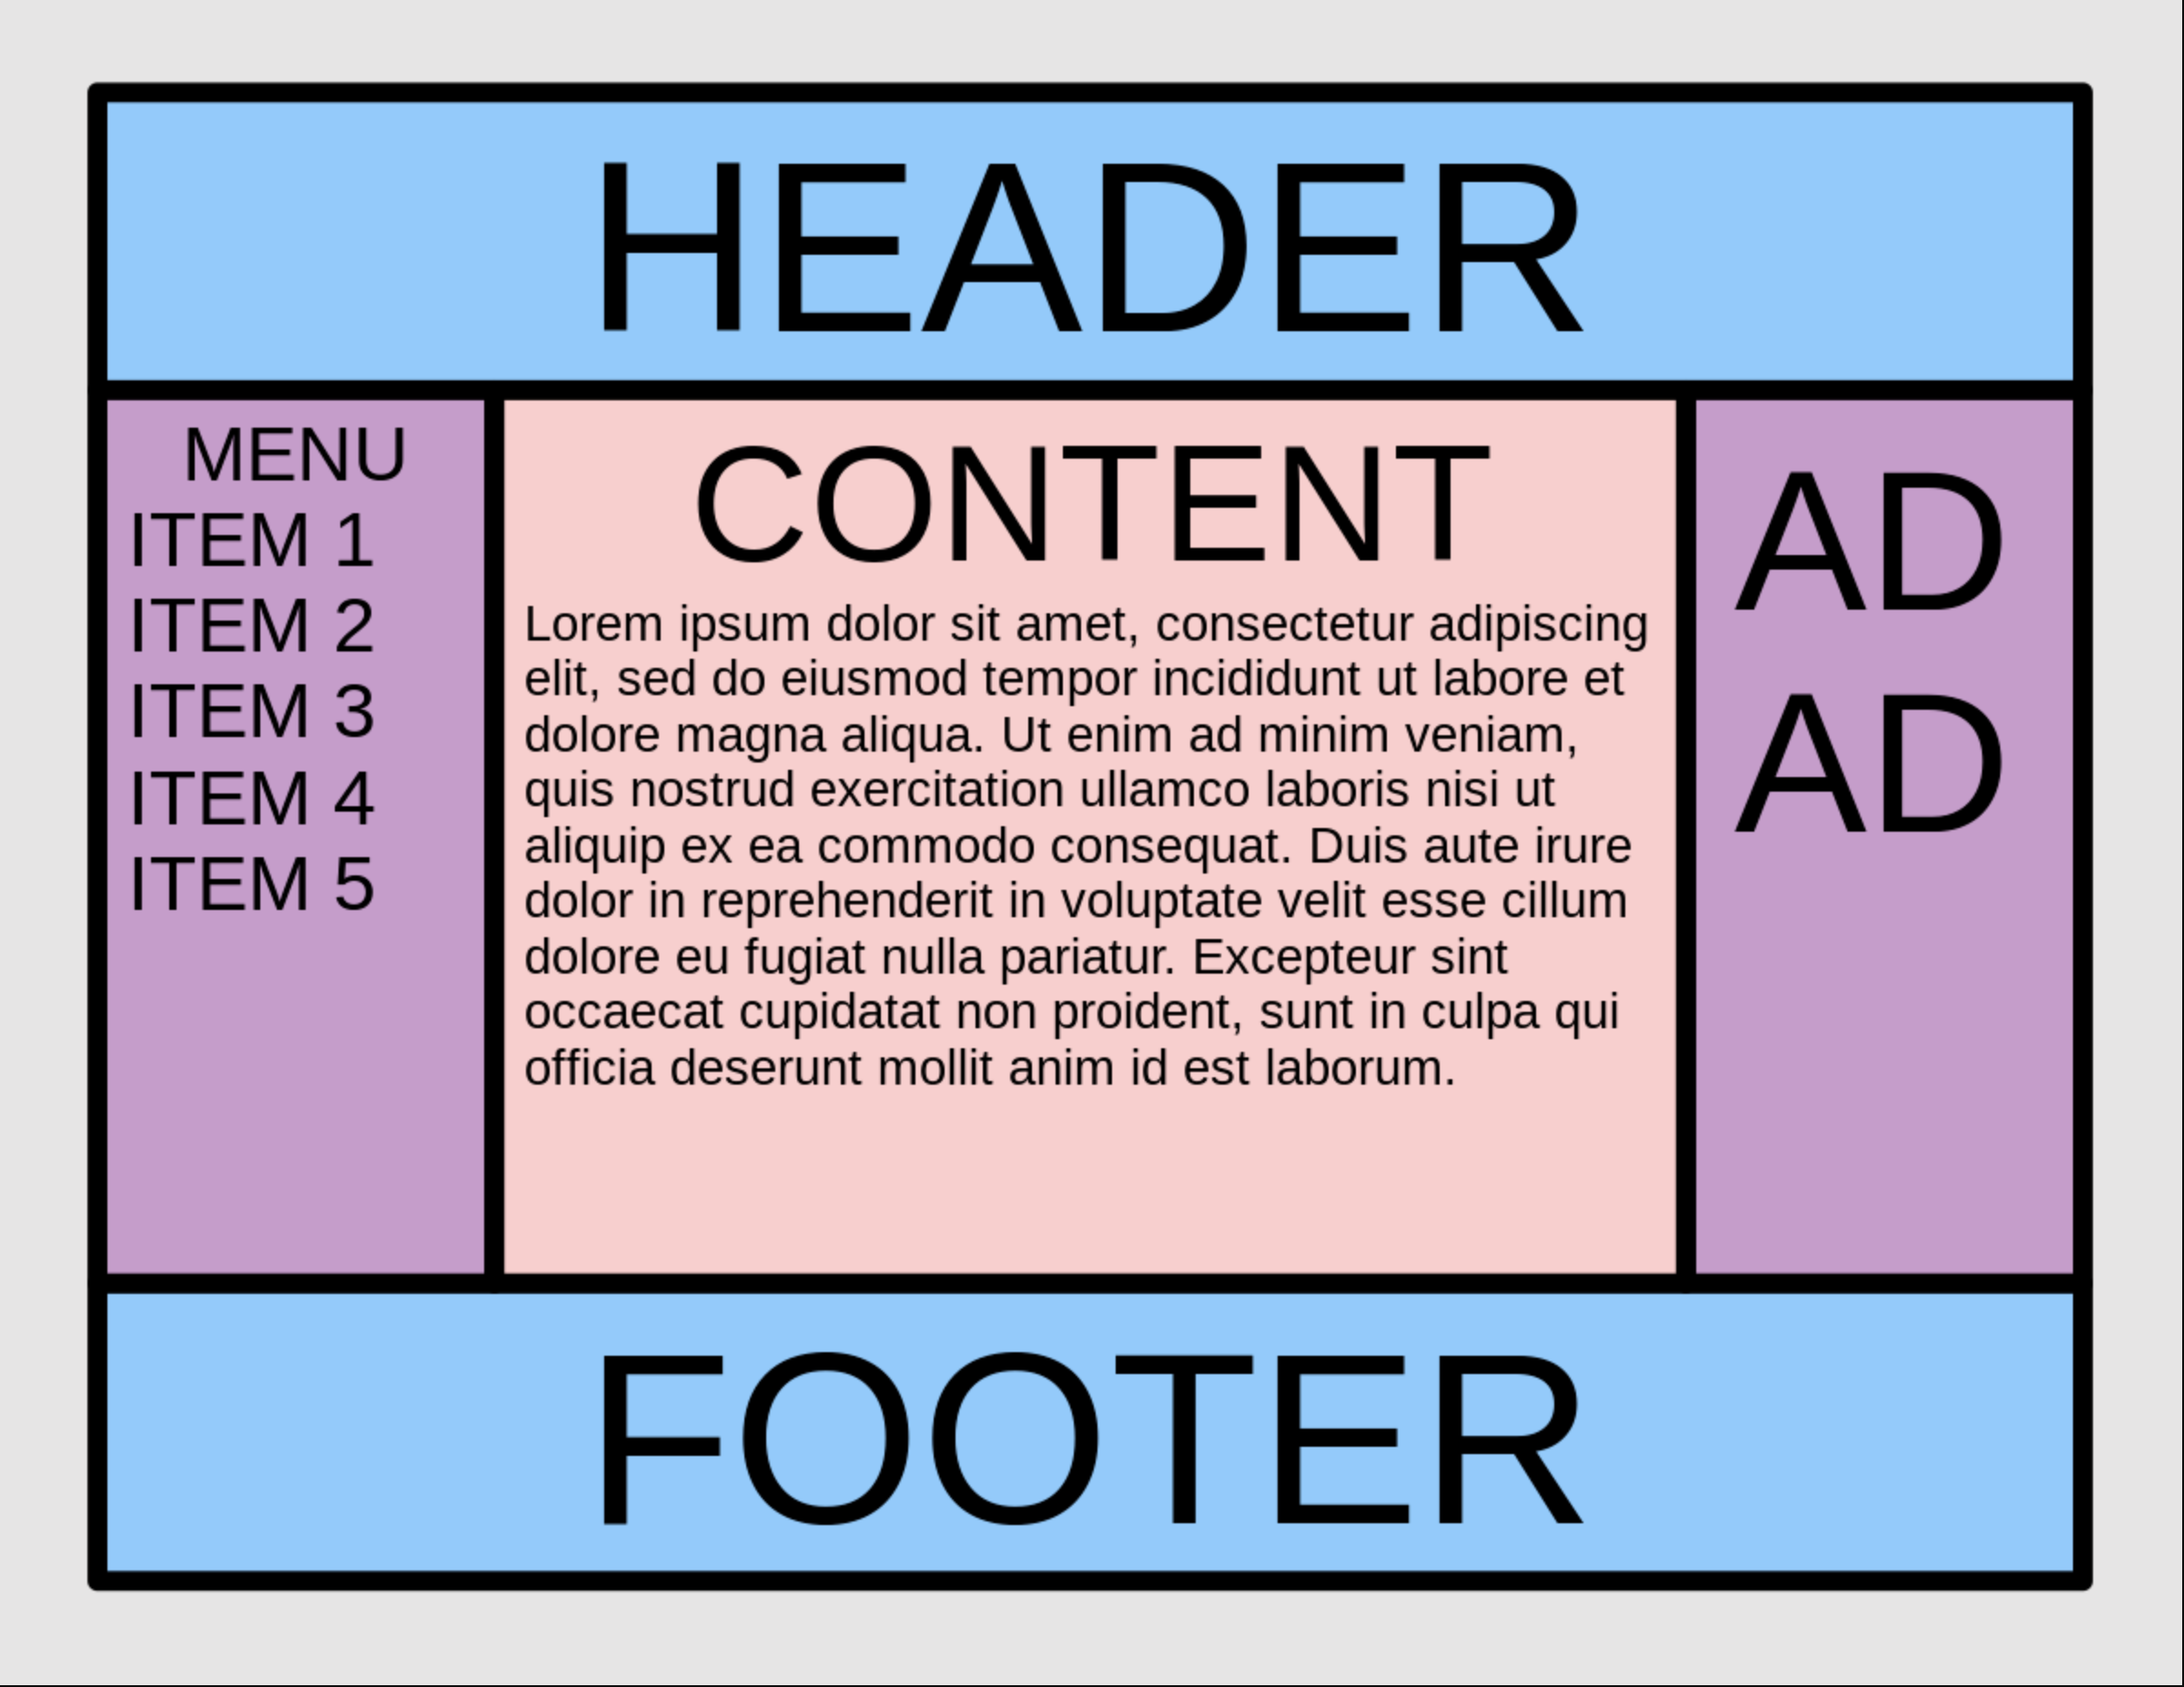 HEADER
MENU
ITEM 1
ITEM 2
ITEM 3
ITEM 4
ITEM 5
CONTENT
Lorem ipsum dolor sit amet, consectetur adipiscing
elit, sed do eiusmod tempor incididunt ut labore et
dolore magna aliqua. Ut enim ad minim veniam,
quis nostrud exercitation ullamco laboris nisi ut
aliquip ex ea commodo consequat. Duis aute irure
dolor in reprehenderit in voluptate velit esse cillum
dolore eu fugiat nulla pariatur. Excepteur sint
occaecat cupidatat non proident, sunt in culpa qui
officia deserunt mollit anim id est laborum.
AD
AD
FOOTER